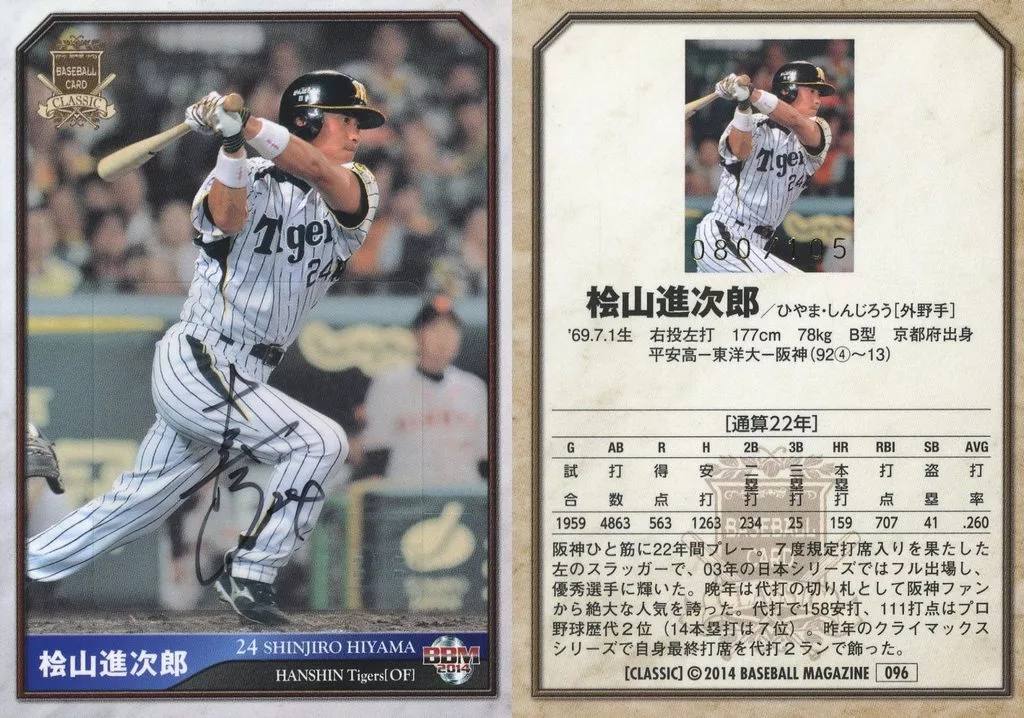 BASEBALL
CARD
CLASSIC
Tigers
24
24 SHINJIRO HIYAMA
HANSHIN Tigers[OF]
桧山進次郎
BBM
2014
Tigers
24
080/105
桧山進次郎/ひやま・しんじろう[外野手]
'69.7.1生 右投左打 177cm 78kg B型 京都府出身
平安高ー東洋大ー阪神(92④〜13)
[通算22年]
G AB R H 2B 3B HR RBI SB AVG
試合 打数 得点 安打 二塁打 三塁打 本塁打 打点 盗塁 打率
1959 4863 563 1263 234 25 159 707 41 .260
阪神ひと筋に22年間プレー。7度規定打席入りを果たした
左のスラッガーで、03年の日本シリーズではフル出場し、
優秀選手に輝いた。晩年は代打の切り札として阪神ファン
から絶大な人気を誇った。代打で158安打、111打点はプロ
野球歴代2位(14本塁打は7位)。昨年のクライマックス
シリーズで自身最終打席を代打2ランで飾った。
[CLASSIC] ©2014 BASEBALL MAGAZINE 096